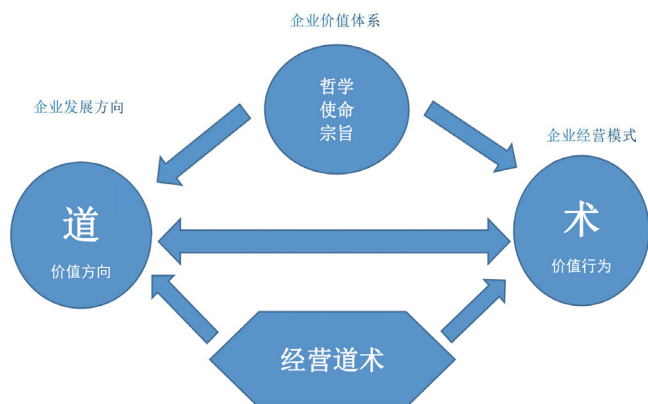 企业价值体系
哲学
使命
宗旨
企业发展方向
企业经营模式
道
价值方向
术
价值行为
经营道术